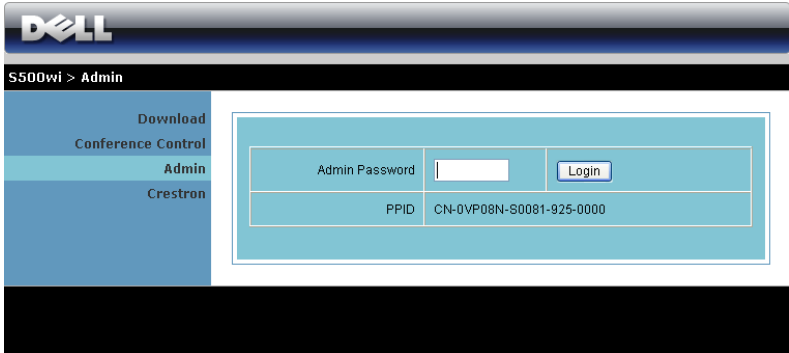 DELL
S500wi > Admin
Download
Conference Control
Admin
Crestron
Admin Password
Login
PPID
CN-0VP08N-S0081-925-0000